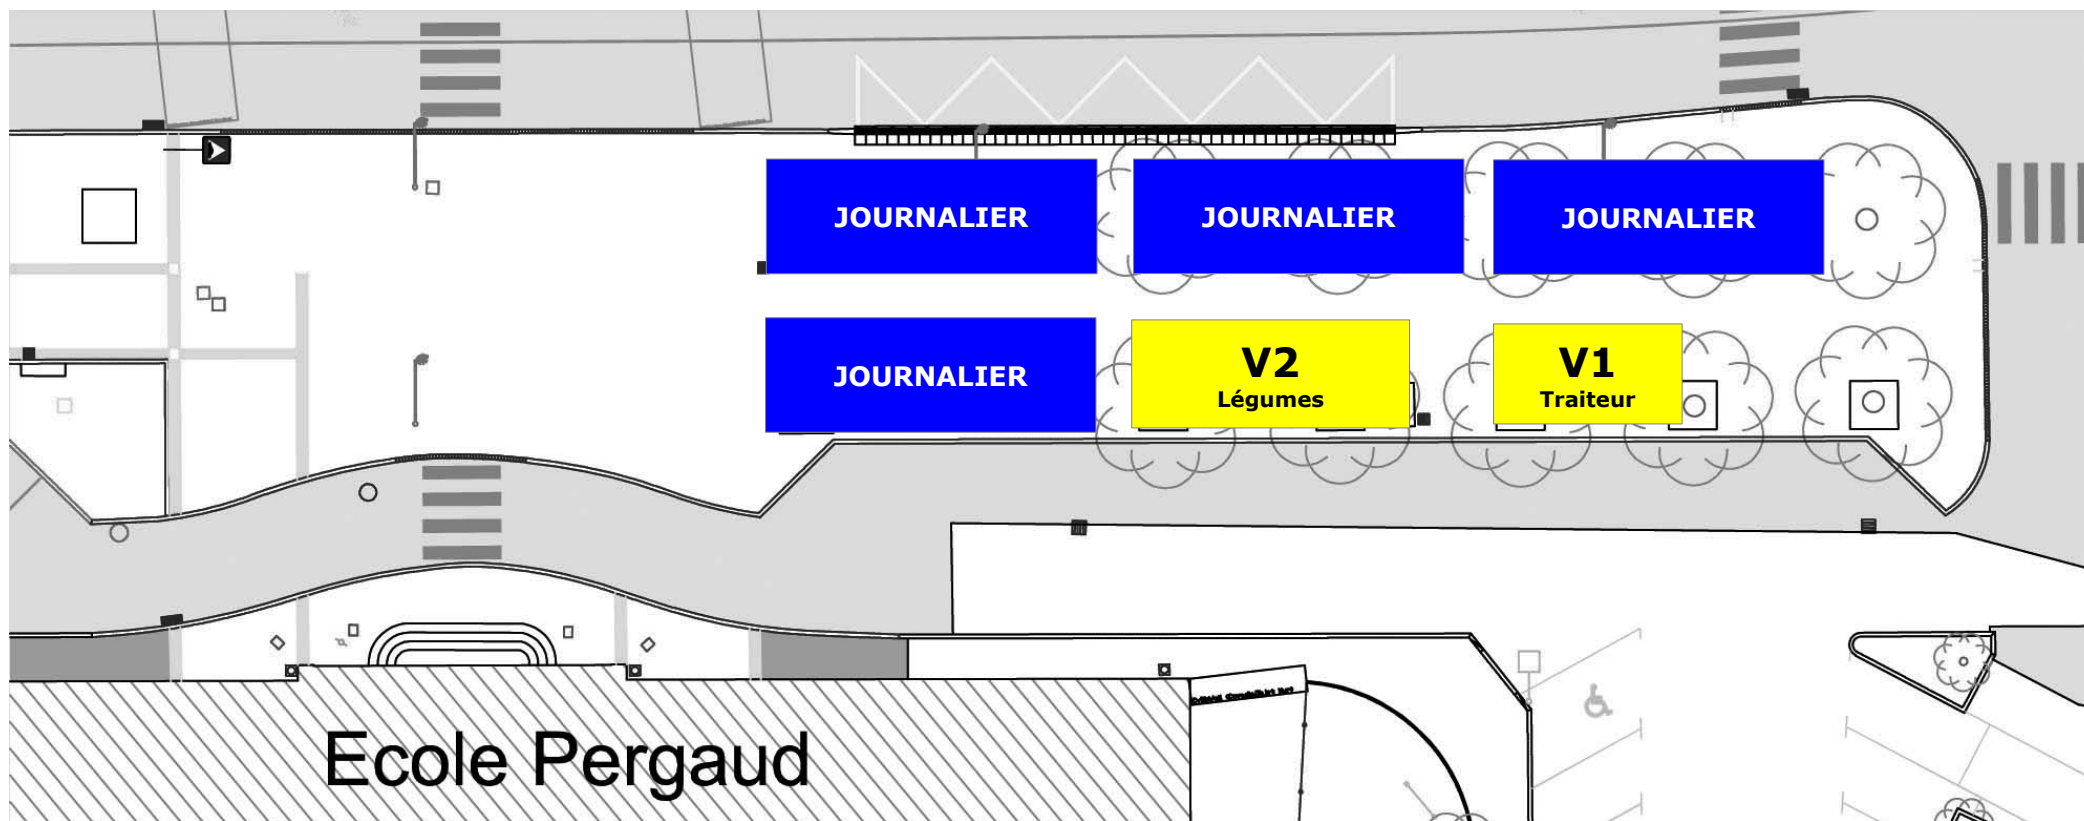 JOURNALIER
JOURNALIER
JOURNALIER
JOURNALIER
V2
Légumes
V1
Traiteur
Ecole Pergaud